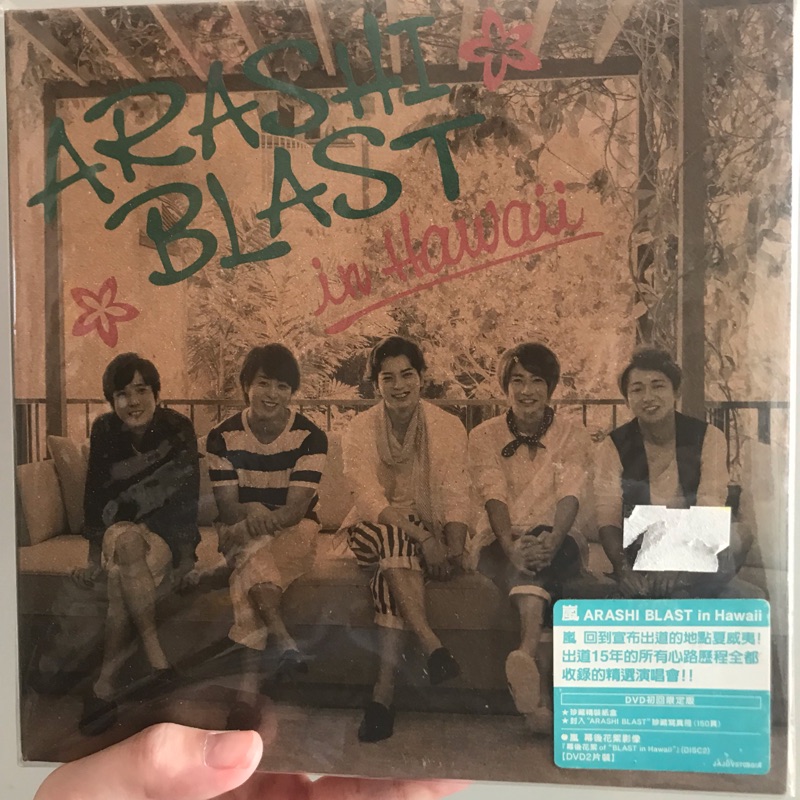 ARASHI
BLAST
in Hawaii
嵐 ARASHI BLAST in Hawaii
嵐 回到宣布出道的地點夏威夷!
出道15年的所有心路歷程全都
收錄的精選演唱會!!
DVD初回限定版
★珍藏精裝紙盒
★封入"ARASHI BLAST"珍藏寫真冊(150頁)
●嵐 幕後花絮影像
「幕後花絮 of "BLAST in Hawaii"」(DISC2)
【DVD2片裝】